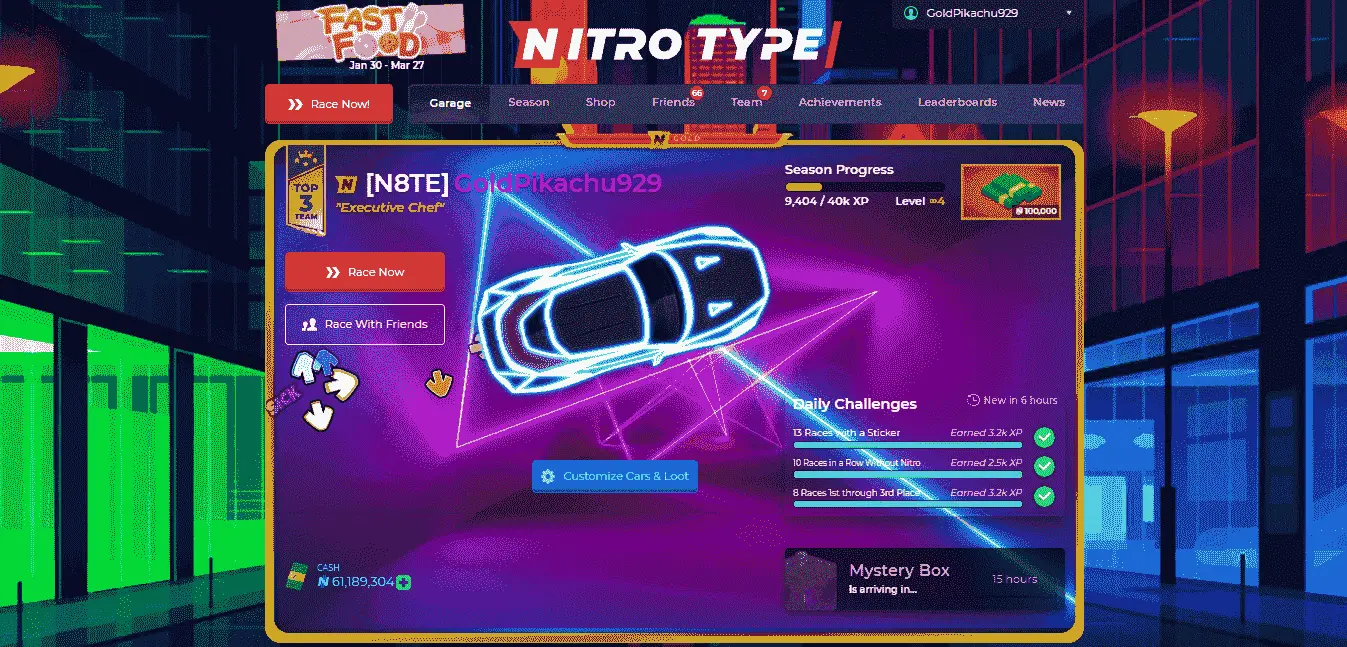 FAST FOOD
Jan 30 - Mar 27
NITRO TYPE
GoldPikachu929
Race Now!
Garage
Season
Shop
Friends
66
Team
7
Achievements
Leaderboards
News
N GOLD
TOP
3
TEAM
N [N8TE] GoldPikachu929
"Executive Chef"
Season Progress
9,404 / 40k XP
Level ∞4
N 100,000
Race Now
Race With Friends
SICK
Daily Challenges
New in 6 hours
13 Races with a Sticker
Earned 3.2k XP
10 Races in a Row Without Nitro
Earned 2.5k XP
8 Races 1st through 3rd Place
Earned 3.2k XP
Customize Cars & Loot
CASH
N 61,189,304
Mystery Box
Is arriving in...
15 hours